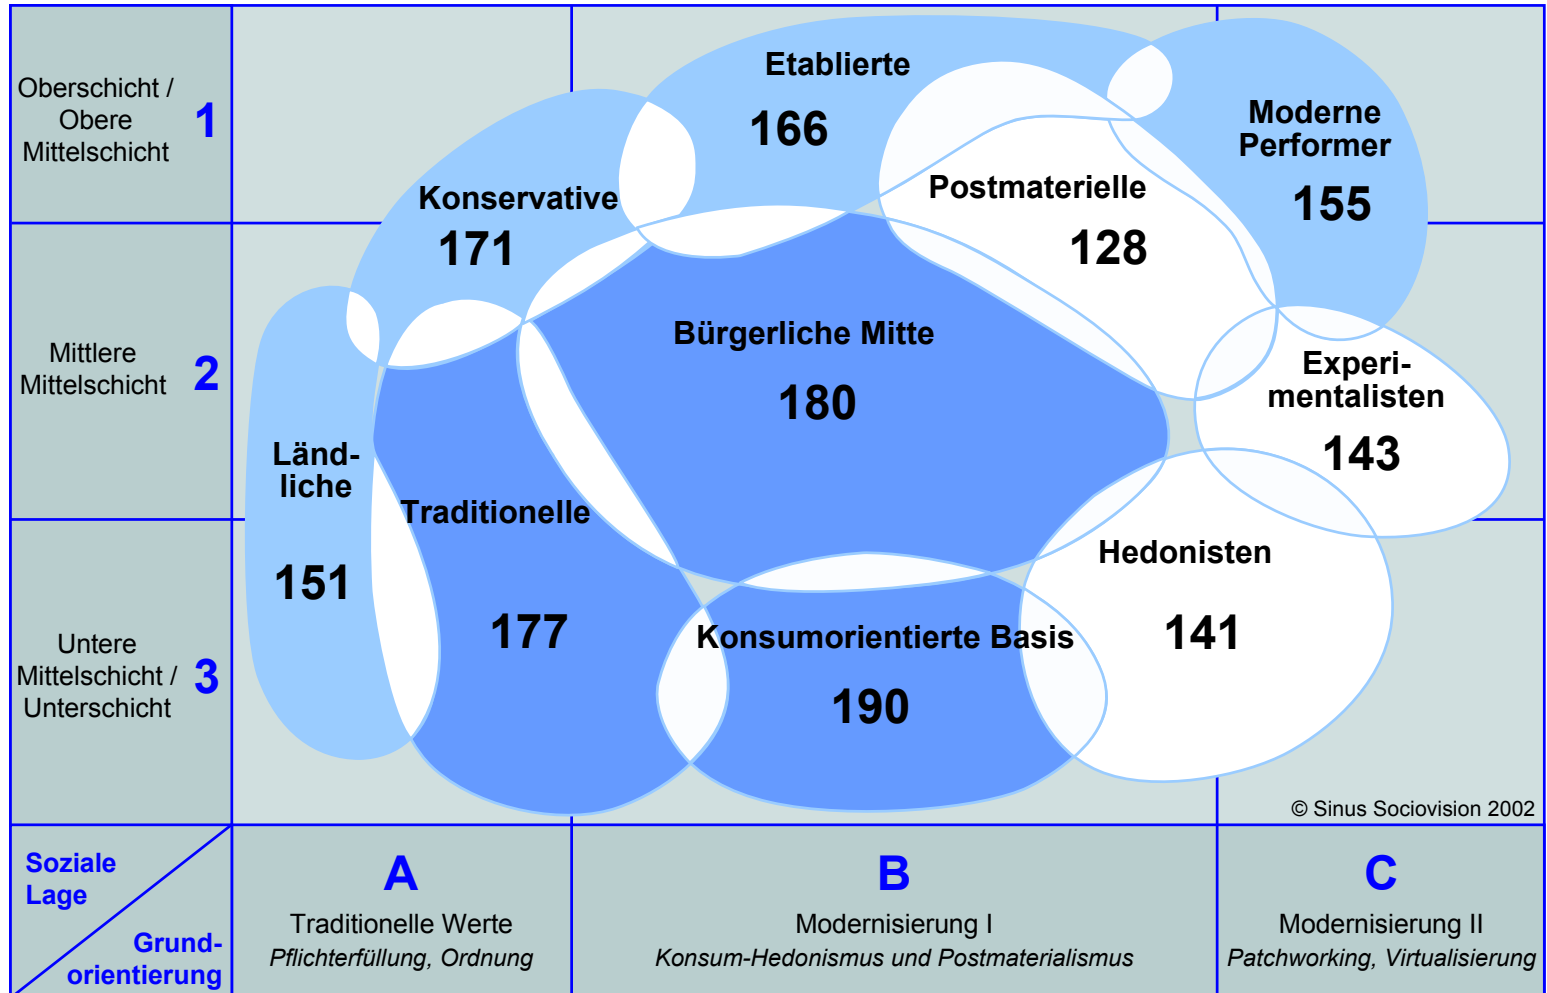 Oberschicht /
Obere
Mittelschicht
1
Mittlere
Mittelschicht
2
Untere
Mittelschicht /
Unterschicht
3
Etablierte
166
Moderne
Performer
155
Konservative
171
Postmaterielle
128
Bürgerliche Mitte
180
Experi-
mentalisten
143
Länd-
liche
151
Traditionelle
177
Hedonisten
141
Konsumorientierte Basis
190
© Sinus Sociovision 2002
Soziale
Lage
Grund-
orientierung
A
Traditionelle Werte
Pflichterfüllung, Ordnung
B
Modernisierung I
Konsum-Hedonismus und Postmaterialismus
C
Modernisierung II
Patchworking, Virtualisierung